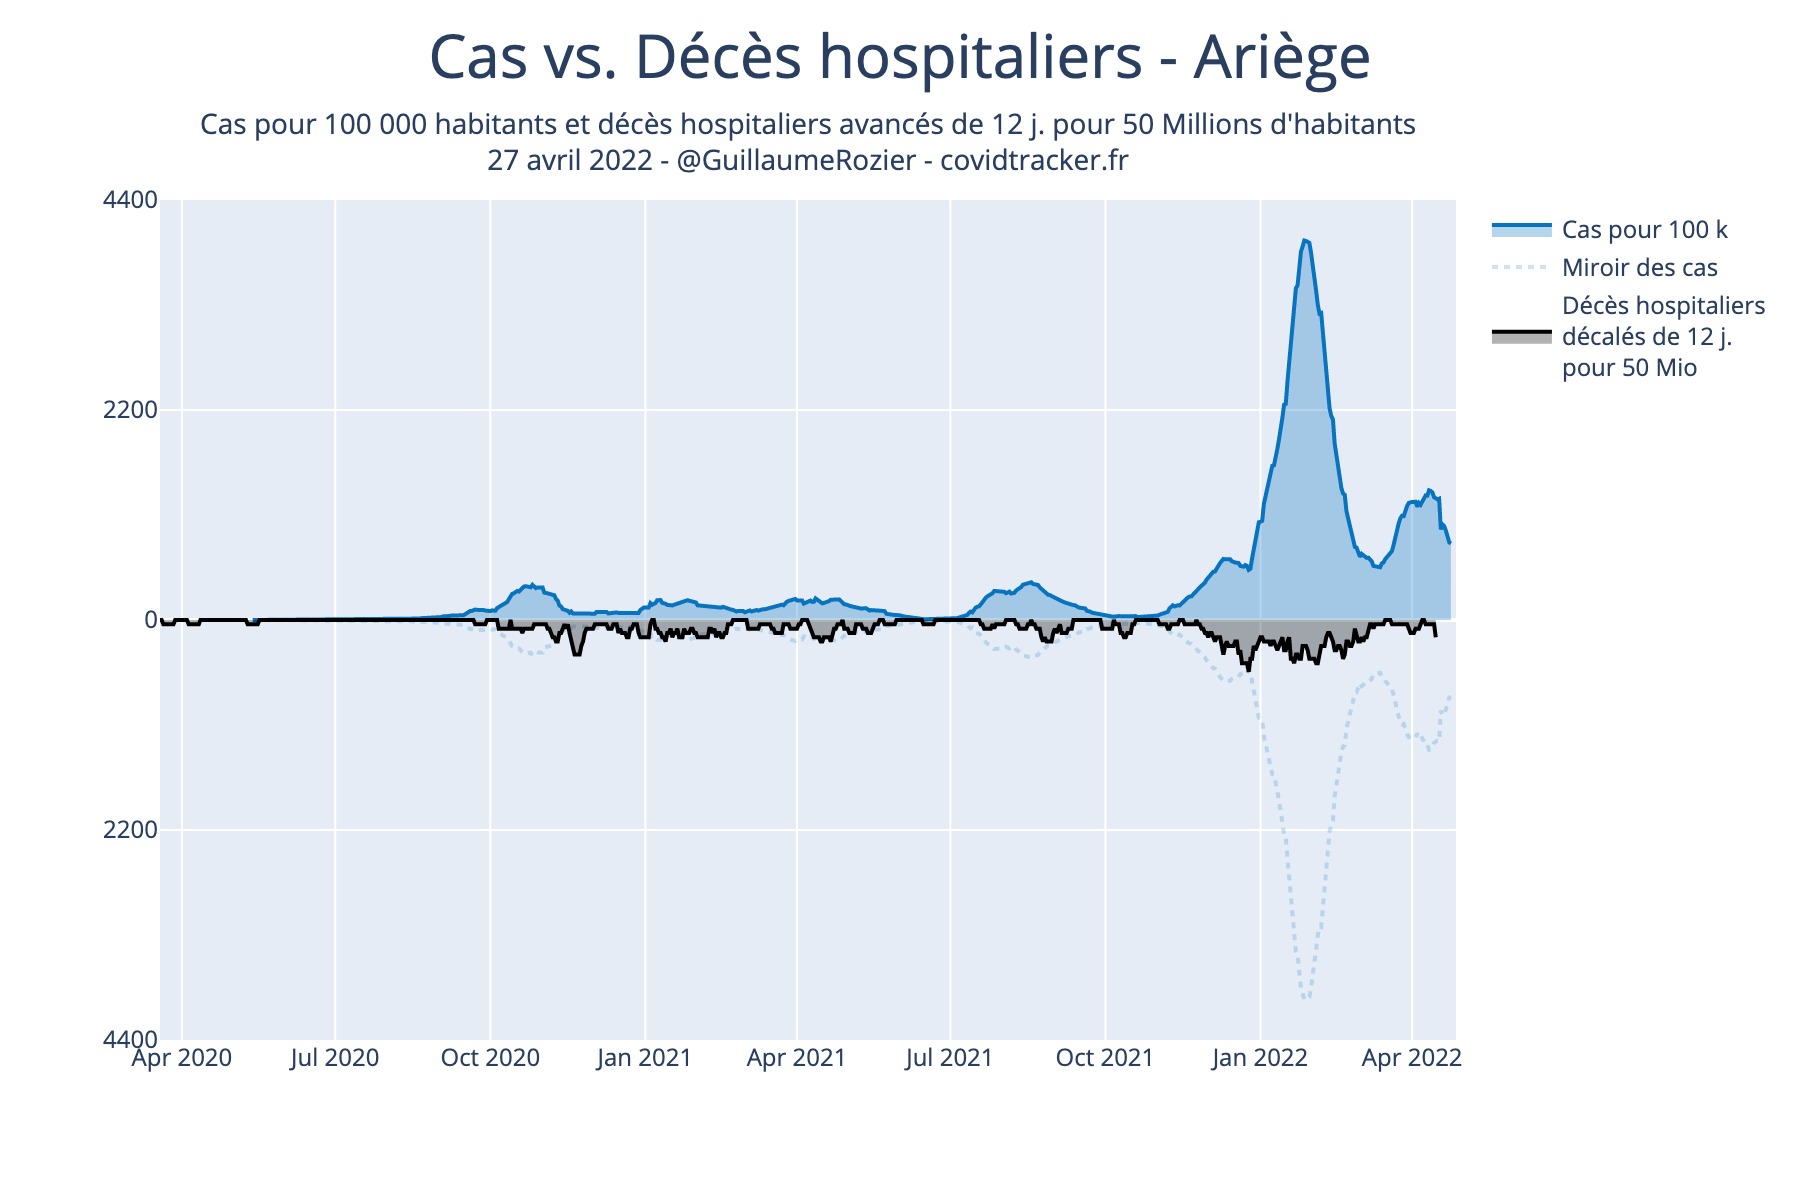 Cas vs. Décès hospitaliers - Ariège
Cas pour 100 000 habitants et décès hospitaliers avancés de 12 j. pour 50 Millions d'habitants
27 avril 2022 - @GuillaumeRozier - covidtracker.fr
4400
2200
0
2200
4400
Apr 2020
Jul 2020
Oct 2020
Jan 2021
Apr 2021
Jul 2021
Oct 2021
Jan 2022
Apr 2022
Cas pour 100 k
Miroir des cas
Décès hospitaliers
décalés de 12 j.
pour 50 Mio